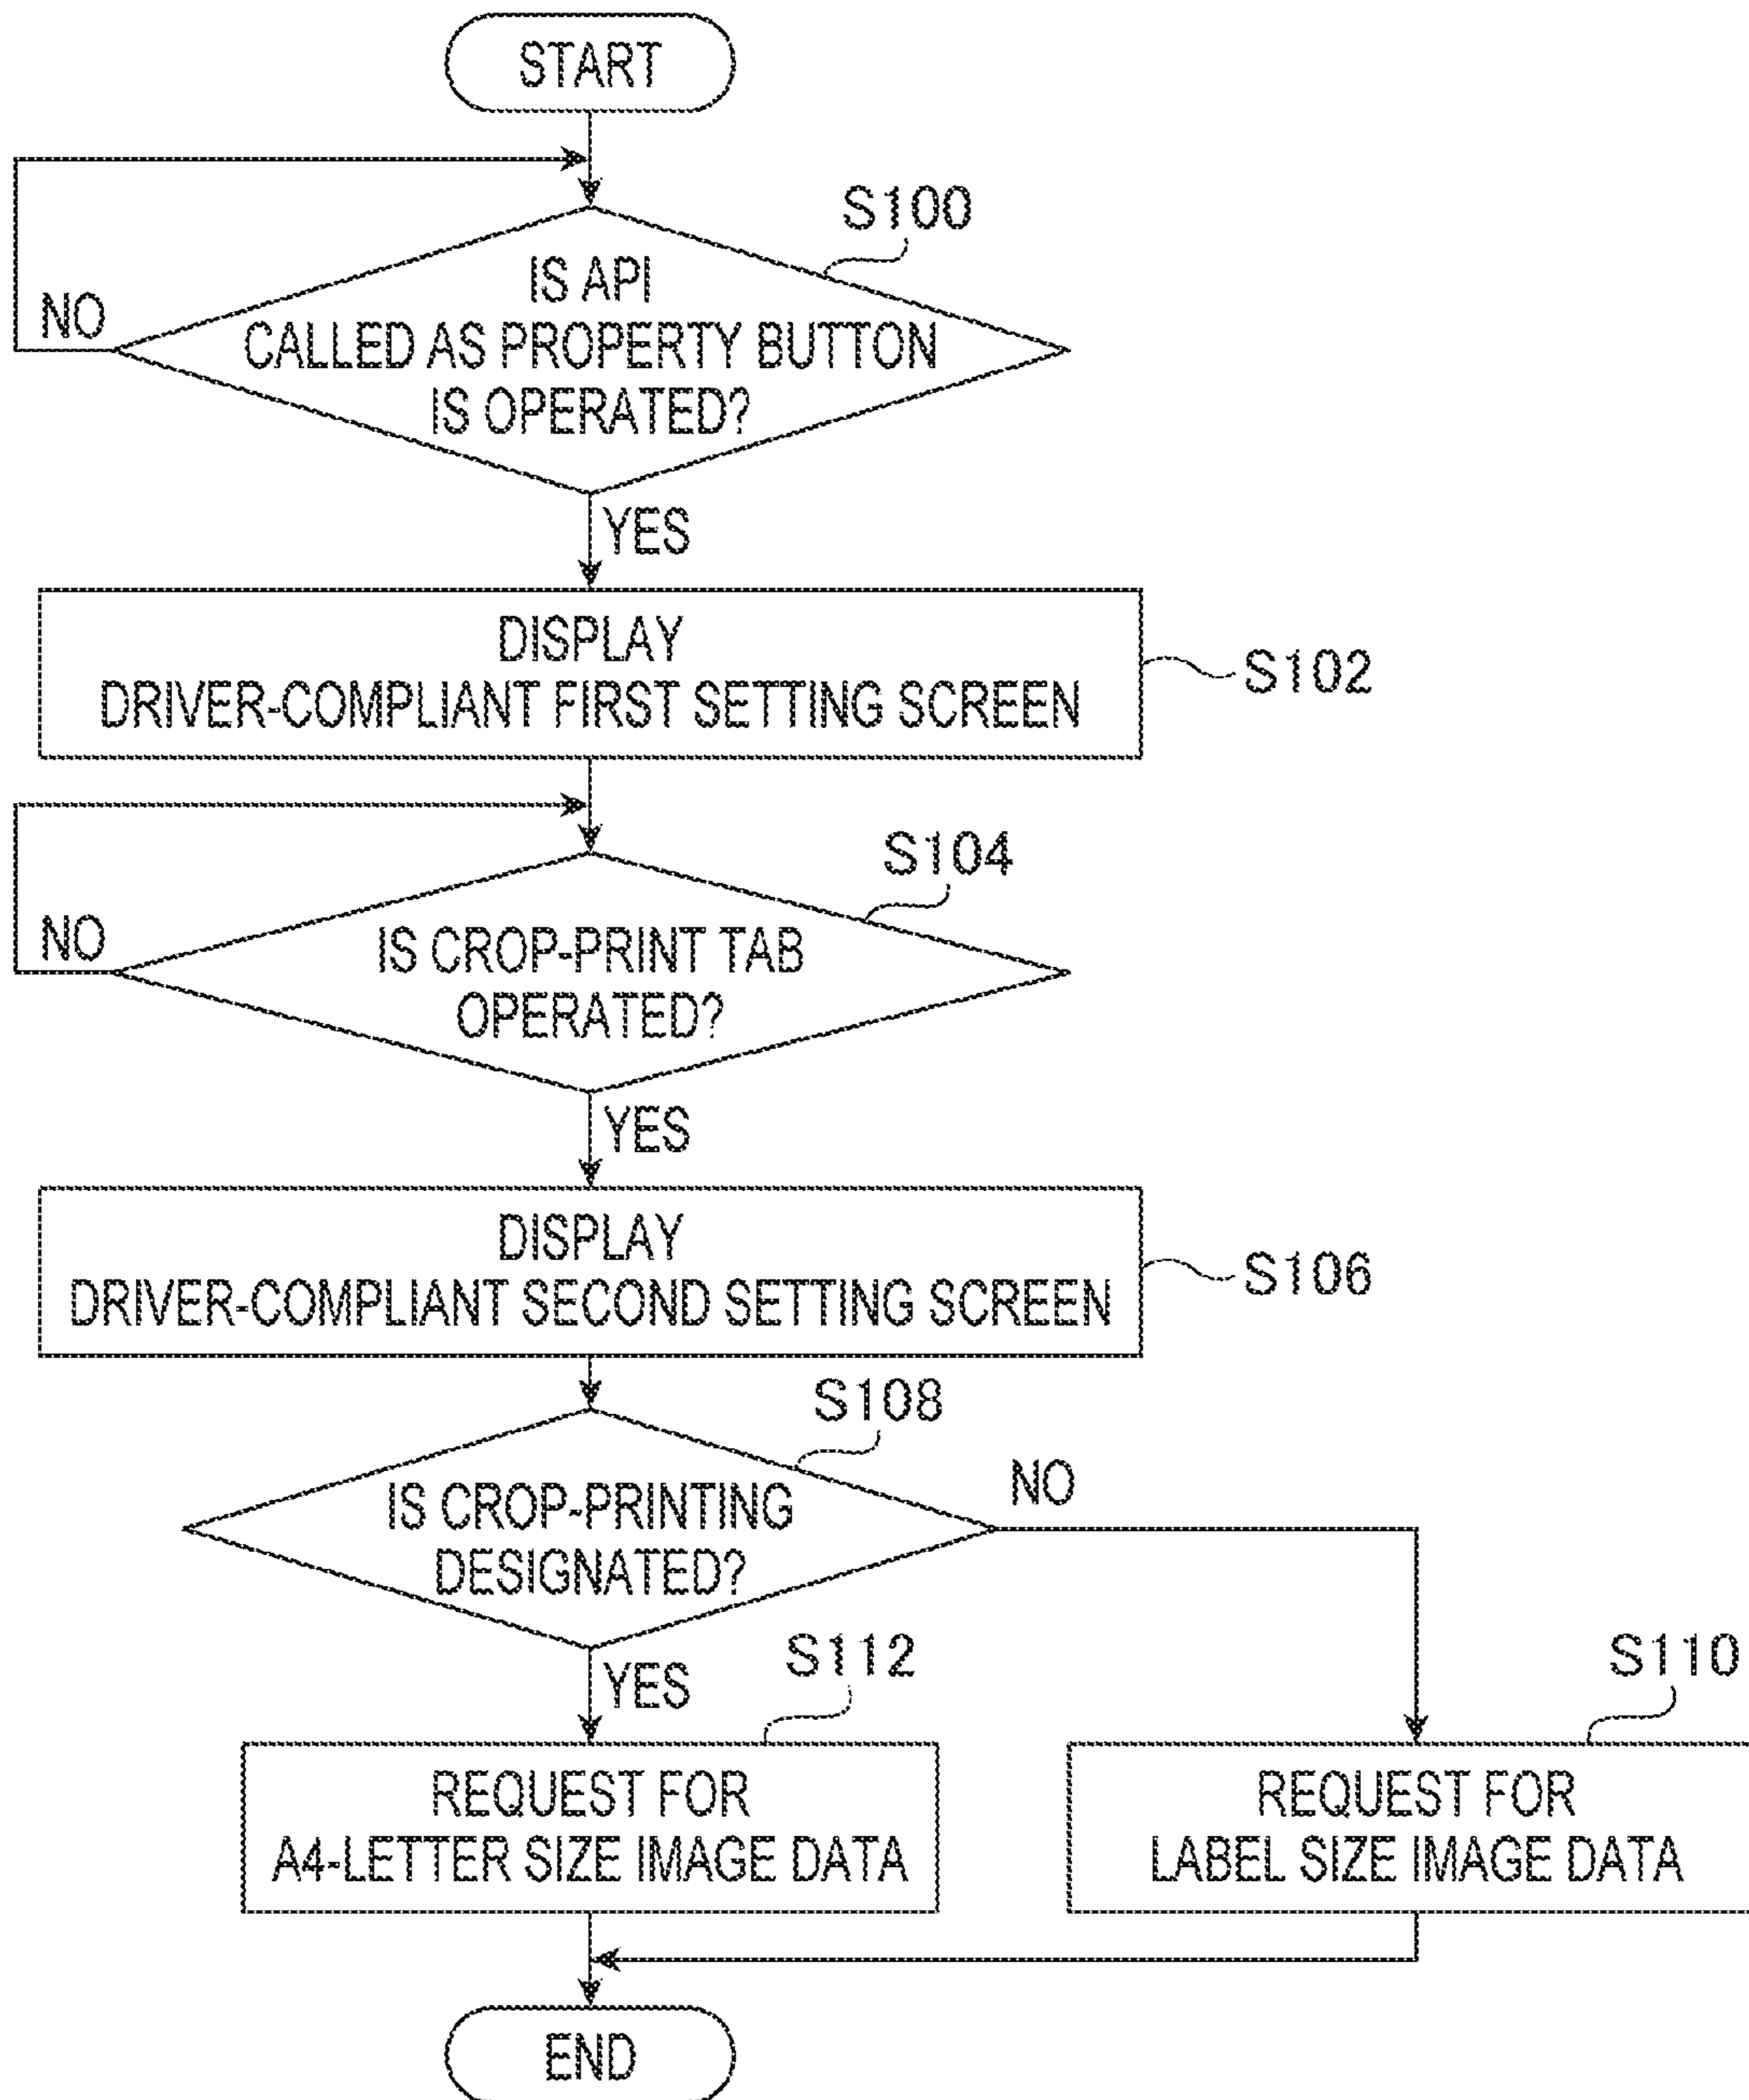 START
S100
IS API
NO
CALLED AS PROPERTY BUTTON
IS OPERATED?
YES
DISPLAY
DRIVER-COMPLIANT FIRST SETTING SCREEN
S102
S104
NO
IS CROP-PRINT TAB
OPERATED?
YES
DISPLAY
DRIVER-COMPLIANT SECOND SETTING SCREEN
S106
S108
NO
IS CROP-PRINTING
DESIGNATED?
YES
S112
S110
REQUEST FOR
A4-LETTER SIZE IMAGE DATA
REQUEST FOR
LABEL SIZE IMAGE DATA
END